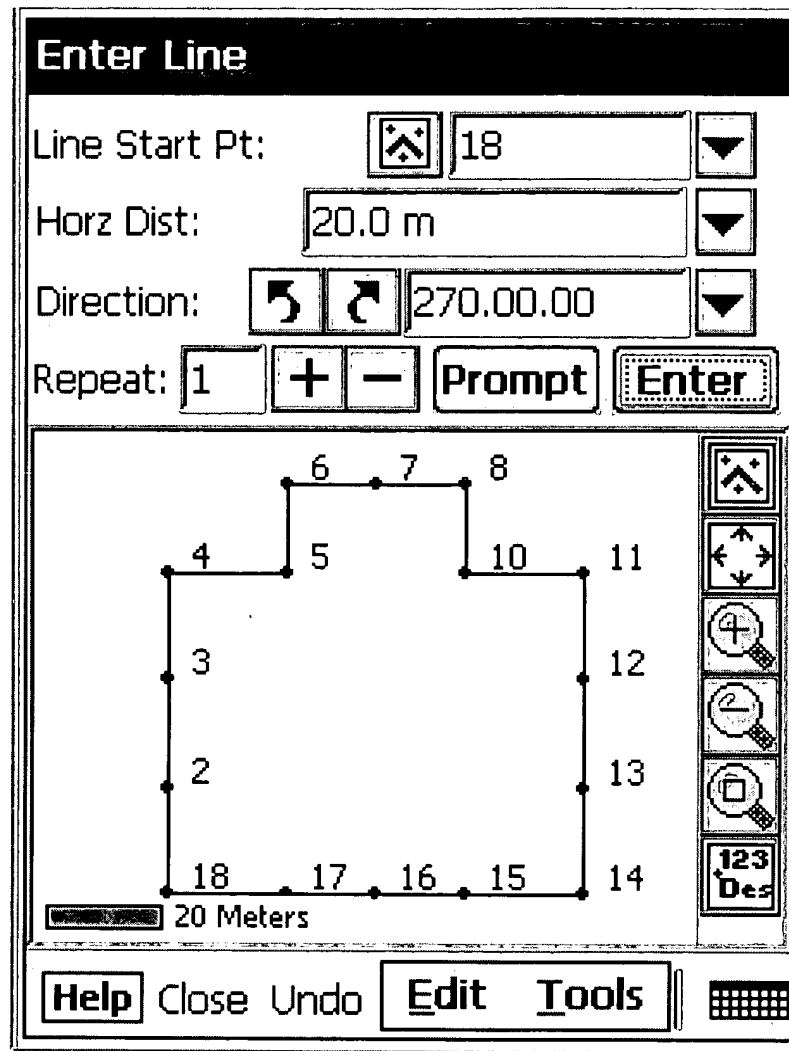 Enter Line
Line Start Pt: 18
Horz Dist: 20.0 m
Direction: 270.00.00
Repeat: 1 + − Prompt Enter
6 7 8
4 5 10 11
3 12
2 13
18 17 16 15 14
20 Meters
123
Des
Help Close Undo Edit Tools